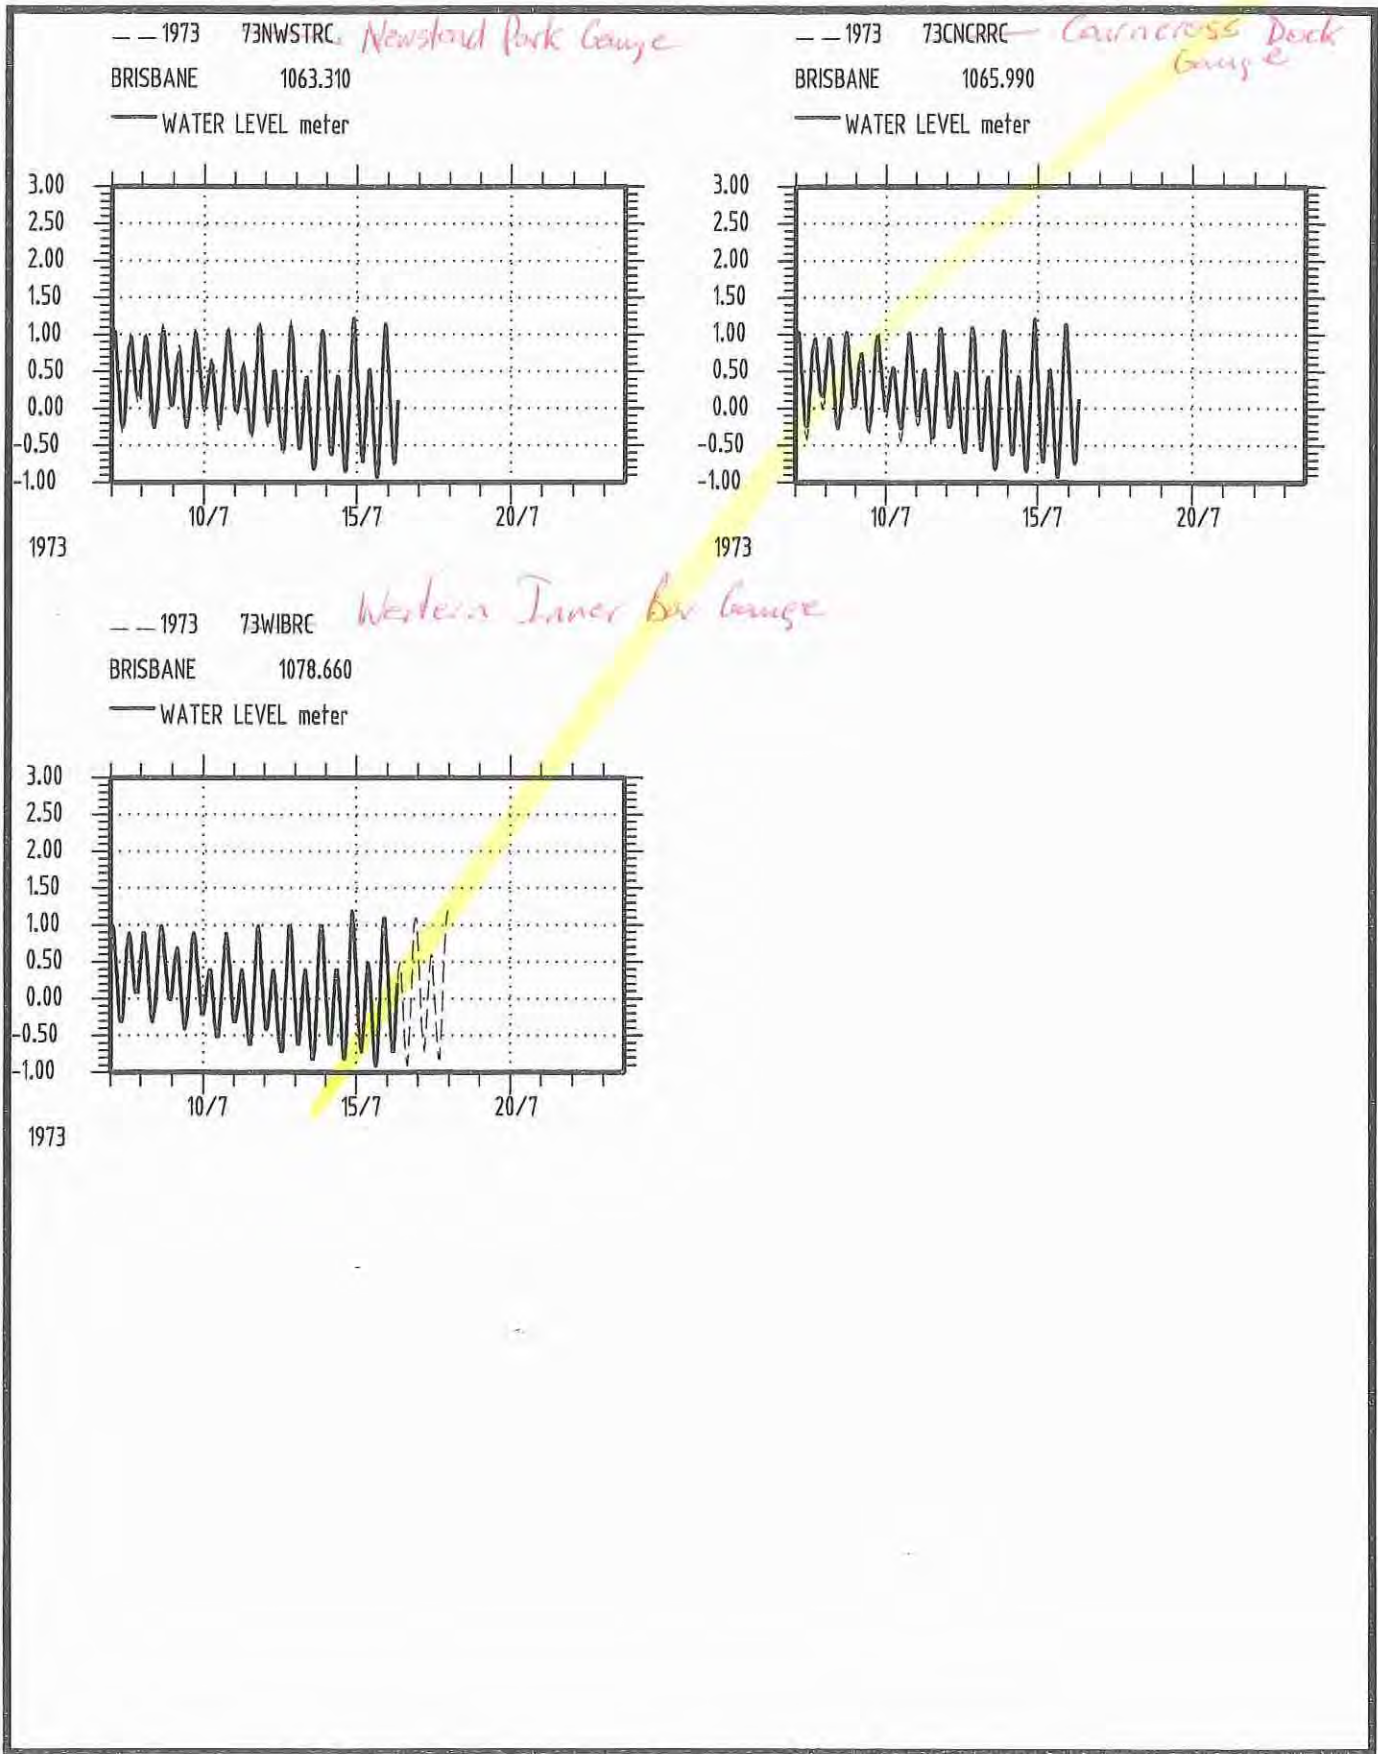 — — 1973 73NWSTRC Newstead Park Gauge
BRISBANE 1063.310
WATER LEVEL meter
3.00
2.50
2.00
1.50
1.00
0.50
0.00
-0.50
-1.00
10/7 15/7 20/7
1973
— — 1973 73CNCRRC Cairncross Dock
Gauge
BRISBANE 1065.990
WATER LEVEL meter
3.00
2.50
2.00
1.50
1.00
0.50
0.00
-0.50
-1.00
10/7 15/7 20/7
1973
— — 1973 73WIBRC Western Inner Bar Gauge
BRISBANE 1078.660
WATER LEVEL meter
3.00
2.50
2.00
1.50
1.00
0.50
0.00
-0.50
-1.00
10/7 15/7 20/7
1973